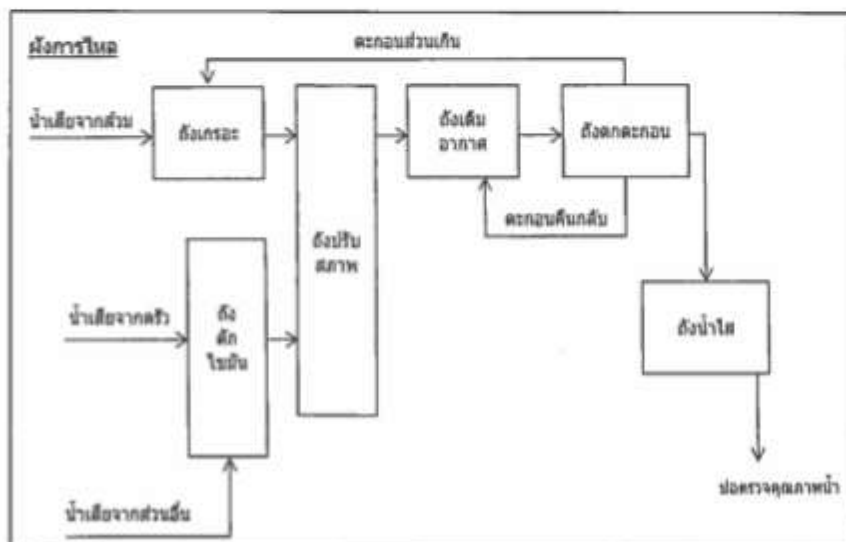 ผังการไหล
ตะกอนส่วนเกิน
น้ำเสียจากส้วม
ถังเกรอะ
ถังเติม
อากาศ
ถังตกตะกอน
ตะกอนคืนกลับ
ถังปรับ
สภาพ
น้ำเสียจากครัว
ถัง
ดัก
ไขมัน
ถังน้ำใส
น้ำเสียจากส่วนอื่น
บ่อตรวจคุณภาพน้ำ